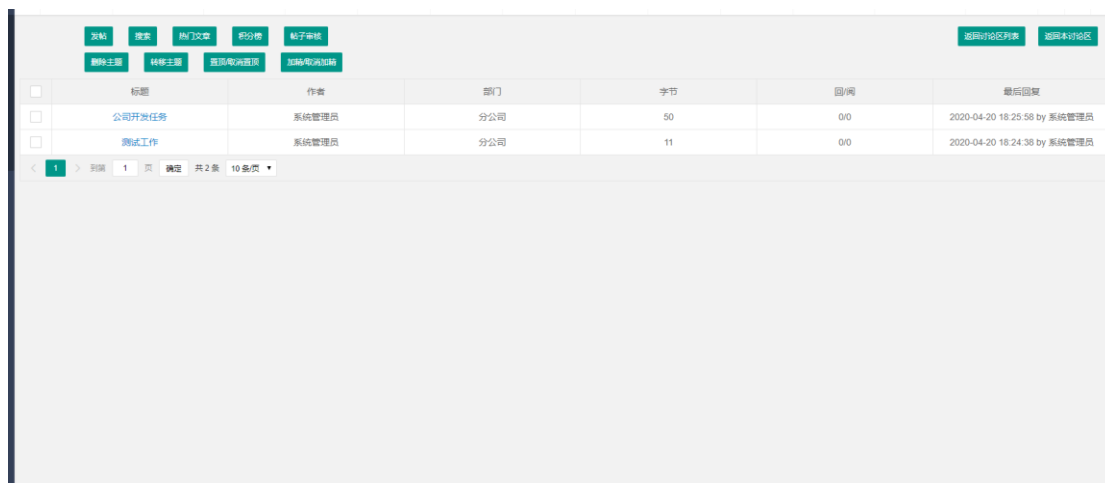 发帖 搜索 热门文章 积分榜 帖子审核 返回讨论区列表 返回本讨论区
删除主题 转移主题 置顶/取消置顶 加精/取消加精
标题 作者 部门 字节 回/阅 最后回复
公司开发任务 系统管理员 分公司 50 0/0 2020-04-20 18:25:58 by 系统管理员
测试工作 系统管理员 分公司 11 0/0 2020-04-20 18:24:38 by 系统管理员
< 1 > 到第 1 页 确定 共 2 条 10 条/页